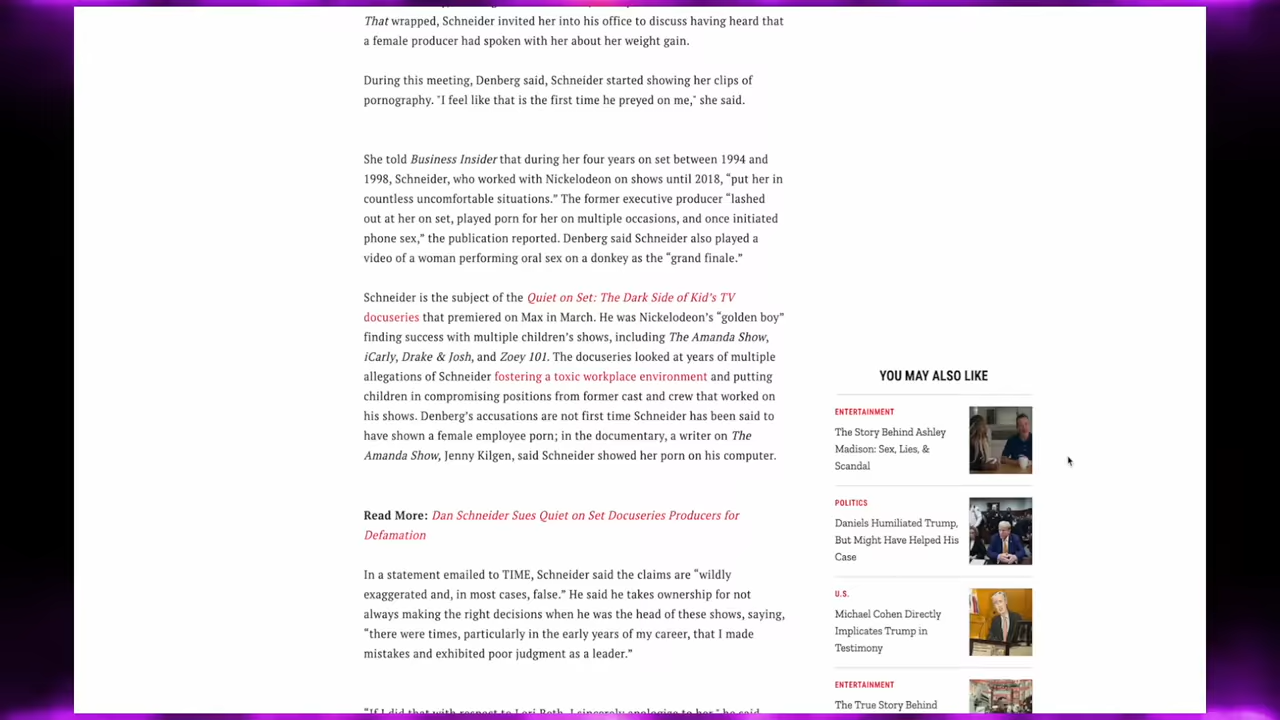 That wrapped, Schneider invited her into his office to discuss having heard that
a female producer had spoken with her about her weight gain.
During this meeting, Denberg said, Schneider started showing her clips of
pornography. "I feel like that is the first time he preyed on me," she said.
She told Business Insider that during her four years on set between 1994 and
1998, Schneider, who worked with Nickelodeon on shows until 2018, “put her in
countless uncomfortable situations.” The former executive producer “lashed
out at her on set, played porn for her on multiple occasions, and once initiated
phone sex,” the publication reported. Denberg said Schneider also played a
video of a woman performing oral sex on a donkey as the “grand finale.”
Schneider is the subject of the Quiet on Set: The Dark Side of Kid’s TV
docuseries that premiered on Max in March. He was Nickelodeon’s “golden boy”
finding success with multiple children’s shows, including The Amanda Show,
iCarly, Drake & Josh, and Zoey 101. The docuseries looked at years of multiple
allegations of Schneider fostering a toxic workplace environment and putting
children in compromising positions from former cast and crew that worked on
his shows. Denberg’s accusations are not first time Schneider has been said to
have shown a female employee porn; in the documentary, a writer on The
Amanda Show, Jenny Kilgen, said Schneider showed her porn on his computer.
Read More: Dan Schneider Sues Quiet on Set Docuseries Producers for
Defamation
In a statement emailed to TIME, Schneider said the claims are “wildly
exaggerated and, in most cases, false.” He said he takes ownership for not
always making the right decisions when he was the head of these shows, saying,
“there were times, particularly in the early years of my career, that I made
mistakes and exhibited poor judgment as a leader.”
“If I did that with respect to Lori Beth, I sincerely apologize to her,” he said.
YOU MAY ALSO LIKE
ENTERTAINMENT
The Story Behind Ashley
Madison: Sex, Lies, &
Scandal
POLITICS
Daniels Humiliated Trump,
But Might Have Helped His
Case
U.S.
Michael Cohen Directly
Implicates Trump in
Testimony
ENTERTAINMENT
The True Story Behind